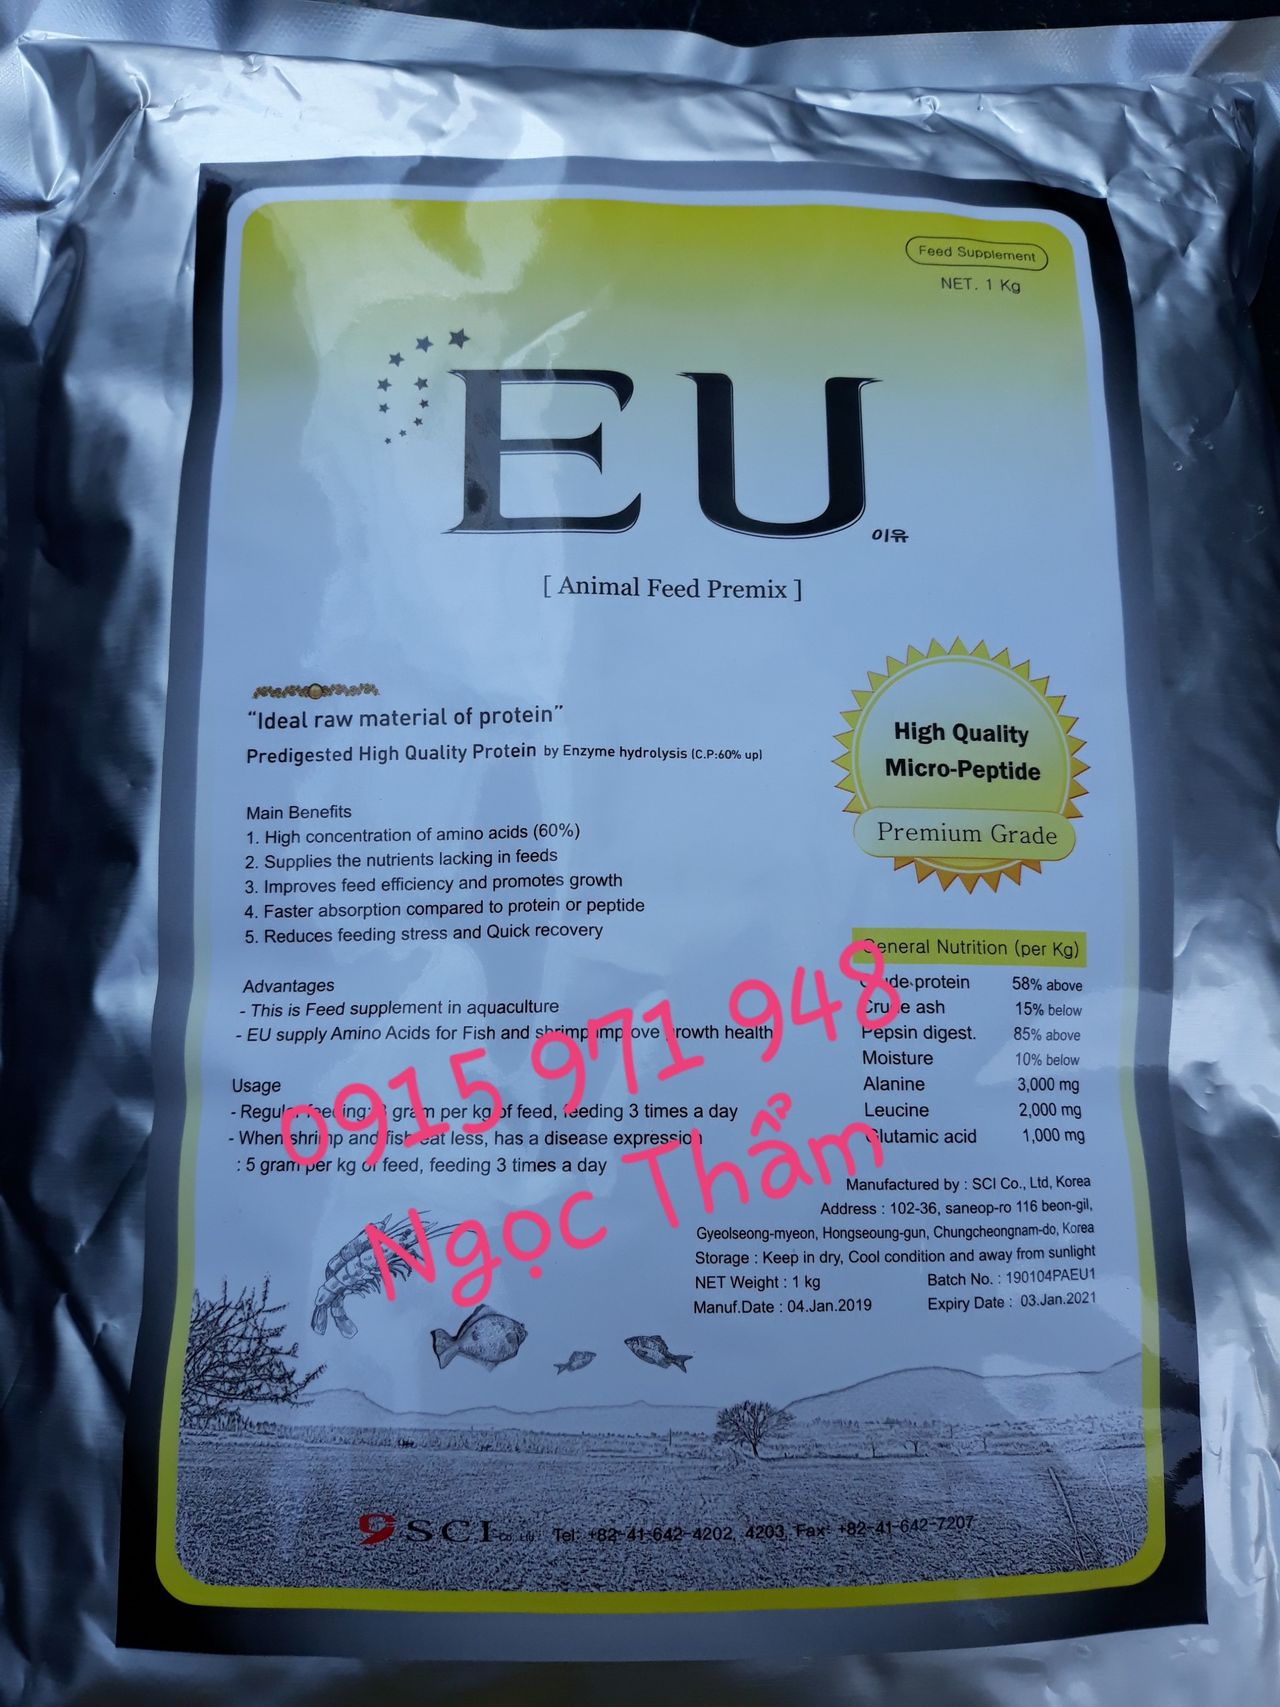 Feed Supplement
NET. 1 Kg
EU
이유
[ Animal Feed Premix ]
"Ideal raw material of protein"
Predigested High Quality Protein by Enzyme hydrolysis (C.P:60% up)
High Quality
Micro-Peptide
Premium Grade
Main Benefits
1. High concentration of amino acids (60%)
2. Supplies the nutrients lacking in feeds
3. Improves feed efficiency and promotes growth
4. Faster absorption compared to protein or peptide
5. Reduces feeding stress and Quick recovery
Advantages
- This is Feed supplement in aquaculture
- EU supply Amino Acids for Fish and shrimp improve growth health
Usage
- Regular feeding: gram per kg of feed, feeding 3 times a day
- When shrimp and fish eat less, has a disease expression
: 5 gram per kg of feed, feeding 3 times a day
General Nutrition (per Kg)
Crude protein 58% above
Crude ash 15% below
Pepsin digest. 85% above
Moisture 10% below
Alanine 3,000 mg
Leucine 2,000 mg
Glutamic acid 1,000 mg
0915 971 948
Ngọc Thẩm
Manufactured by : SCI Co., Ltd, Korea
Address : 102-36, saneop-ro 116 beon-gil,
Gyeolseong-myeon, Hongseoung-gun, Chungcheongnam-do, Korea
Storage : Keep in dry, Cool condition and away from sunlight
NET Weight : 1 kg Batch No. : 190104PAEU1
Manuf.Date : 04.Jan.2019 Expiry Date : 03.Jan.2021
SCI Co., Ltd. Tel: +82-41-642-4202, 4203, Fax: +82-41-642-7207